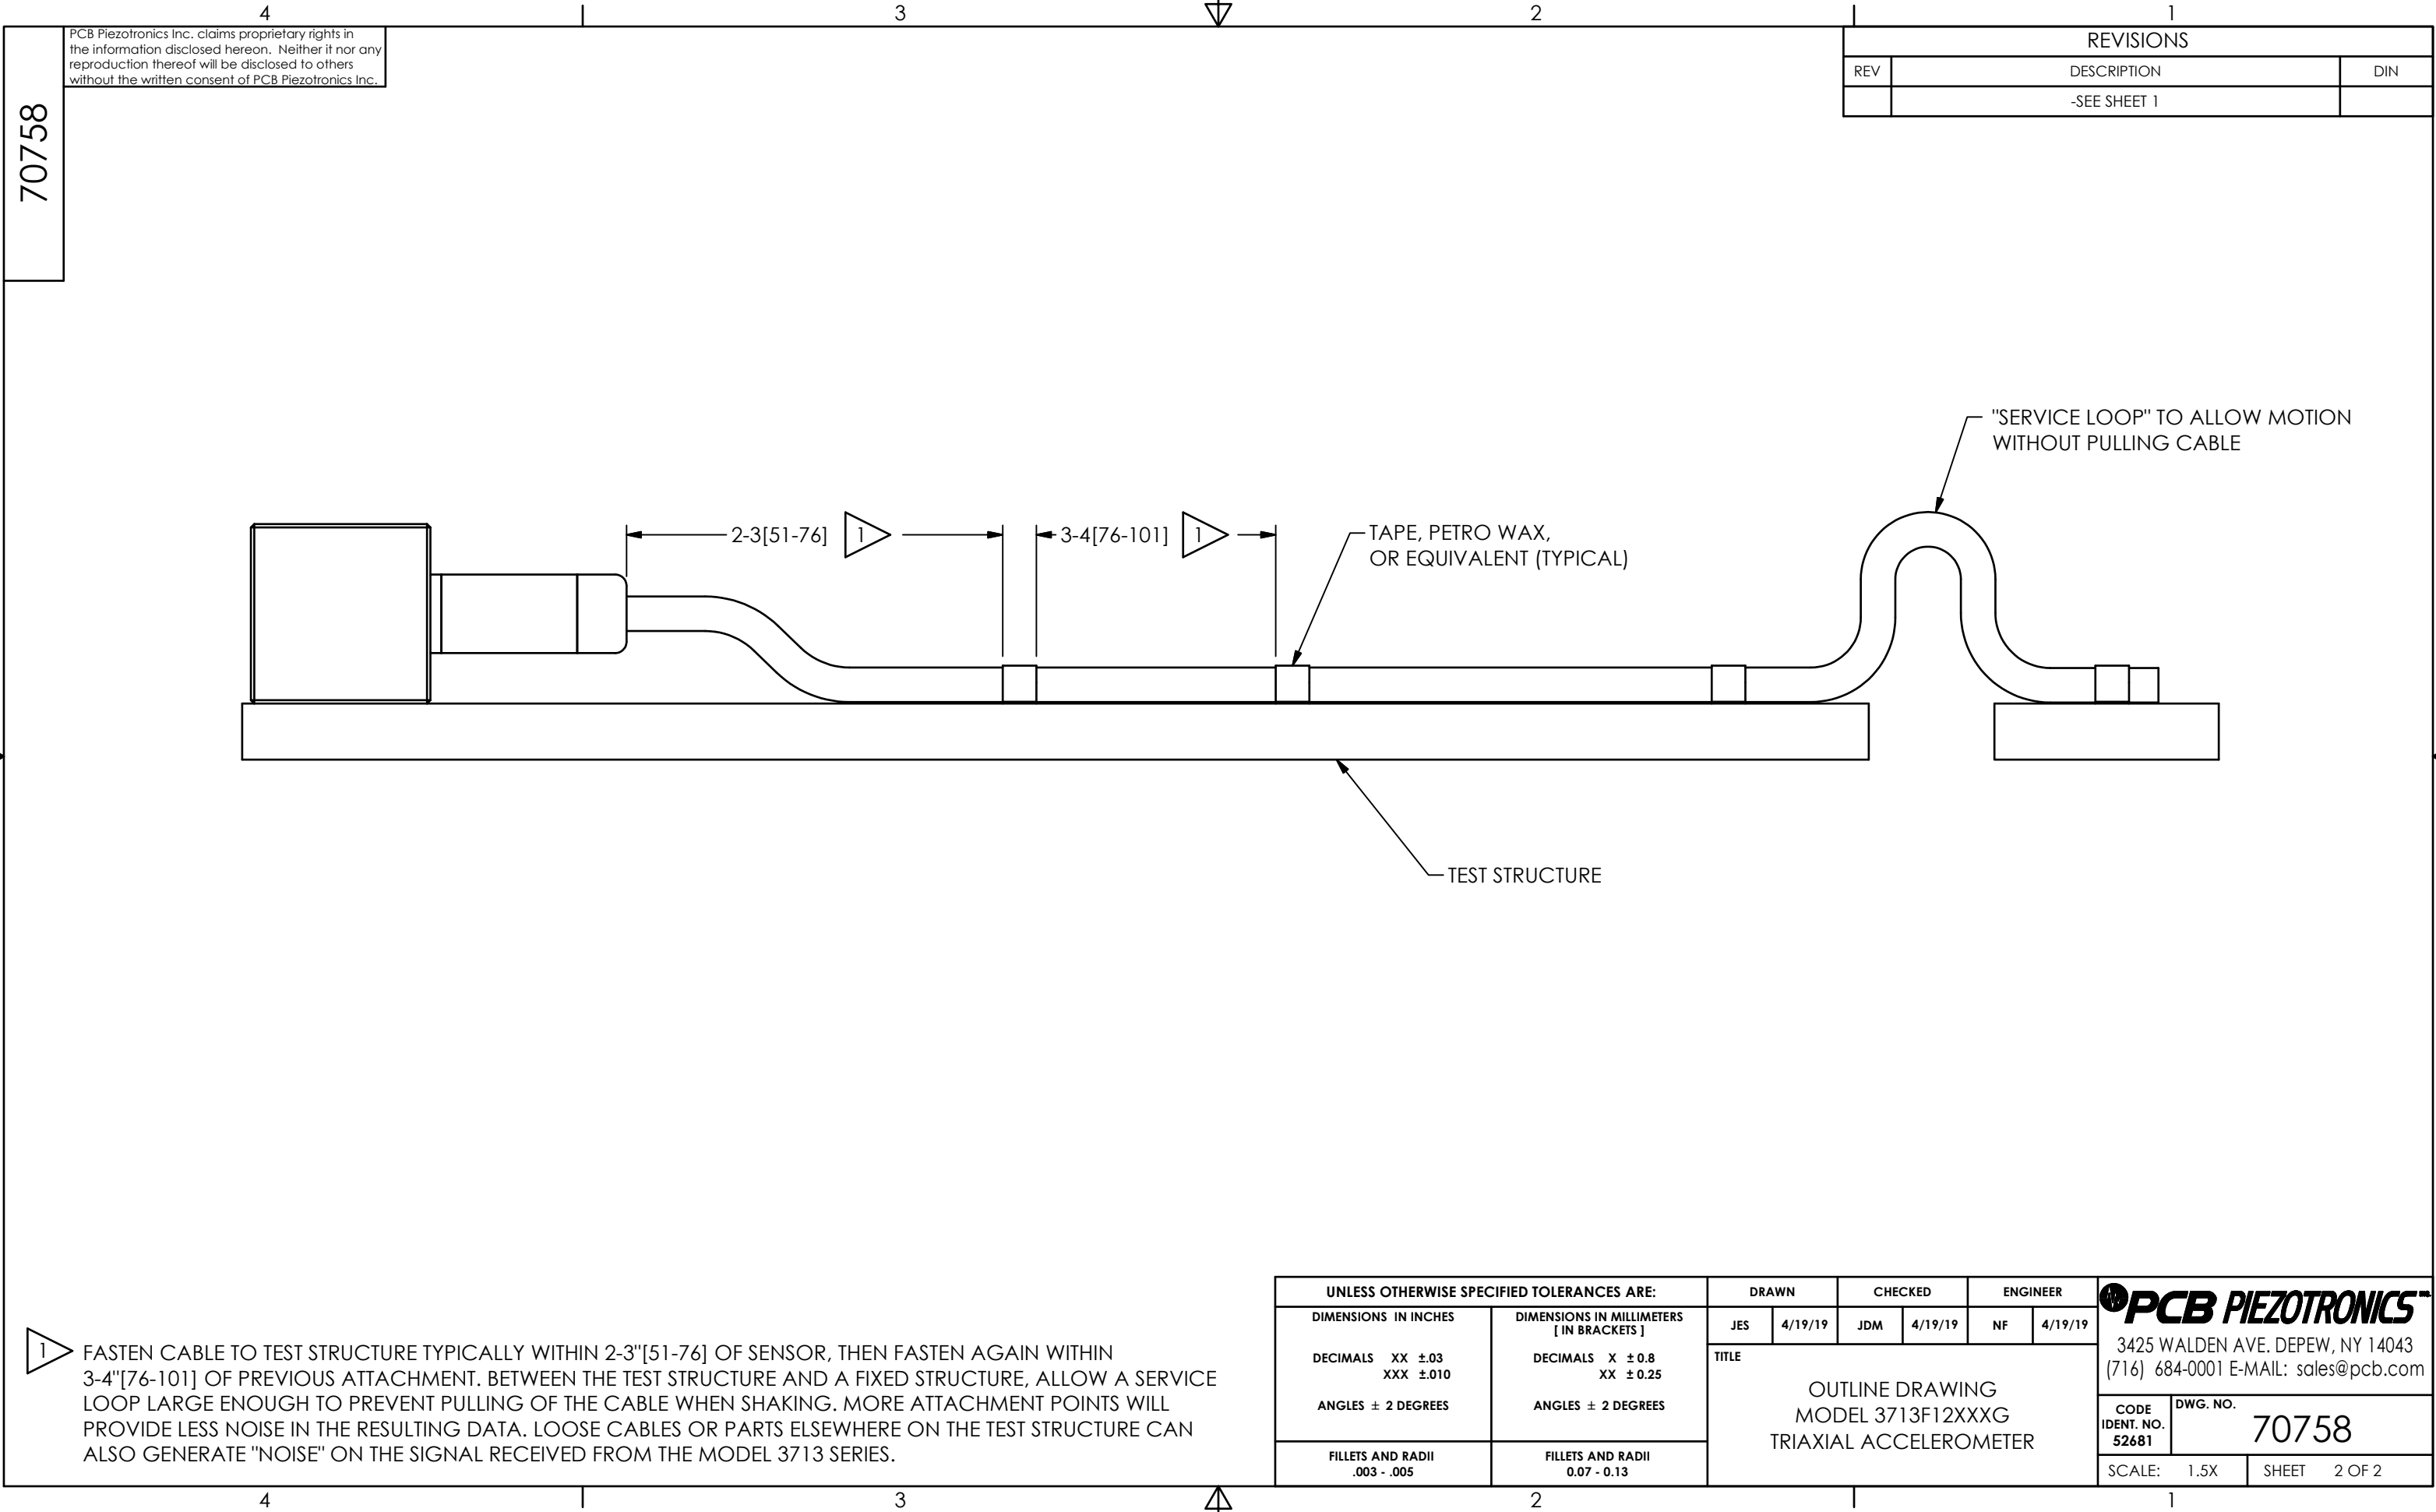 4
3
2
1
PCB Piezotronics Inc. claims proprietary rights in
the information disclosed hereon. Neither it nor any
reproduction thereof will be disclosed to others
without the written consent of PCB Piezotronics Inc.
70758
REVISIONS
REV
DESCRIPTION
DIN
-SEE SHEET 1
"SERVICE LOOP" TO ALLOW MOTION
WITHOUT PULLING CABLE
2-3[51-76]
1
3-4[76-101]
1
TAPE, PETRO WAX,
OR EQUIVALENT (TYPICAL)
TEST STRUCTURE
1
FASTEN CABLE TO TEST STRUCTURE TYPICALLY WITHIN 2-3"[51-76] OF SENSOR, THEN FASTEN AGAIN WITHIN
3-4"[76-101] OF PREVIOUS ATTACHMENT. BETWEEN THE TEST STRUCTURE AND A FIXED STRUCTURE, ALLOW A SERVICE
LOOP LARGE ENOUGH TO PREVENT PULLING OF THE CABLE WHEN SHAKING. MORE ATTACHMENT POINTS WILL
PROVIDE LESS NOISE IN THE RESULTING DATA. LOOSE CABLES OR PARTS ELSEWHERE ON THE TEST STRUCTURE CAN
ALSO GENERATE "NOISE" ON THE SIGNAL RECEIVED FROM THE MODEL 3713 SERIES.
UNLESS OTHERWISE SPECIFIED TOLERANCES ARE:
DIMENSIONS IN INCHES
DECIMALS XX ±.03
XXX ±.010
ANGLES ± 2 DEGREES
FILLETS AND RADII
.003 - .005
DIMENSIONS IN MILLIMETERS
[ IN BRACKETS ]
DECIMALS X ± 0.8
XX ± 0.25
ANGLES ± 2 DEGREES
FILLETS AND RADII
0.07 - 0.13
DRAWN
CHECKED
ENGINEER
JES
4/19/19
JDM
4/19/19
NF
4/19/19
TITLE
OUTLINE DRAWING
MODEL 3713F12XXXG
TRIAXIAL ACCELEROMETER
PCB PIEZOTRONICS
3425 WALDEN AVE. DEPEW, NY 14043
(716) 684-0001 E-MAIL: sales@pcb.com
CODE
IDENT. NO.
52681
DWG. NO.
70758
SCALE: 1.5X
SHEET 2 OF 2
4
3
2
1